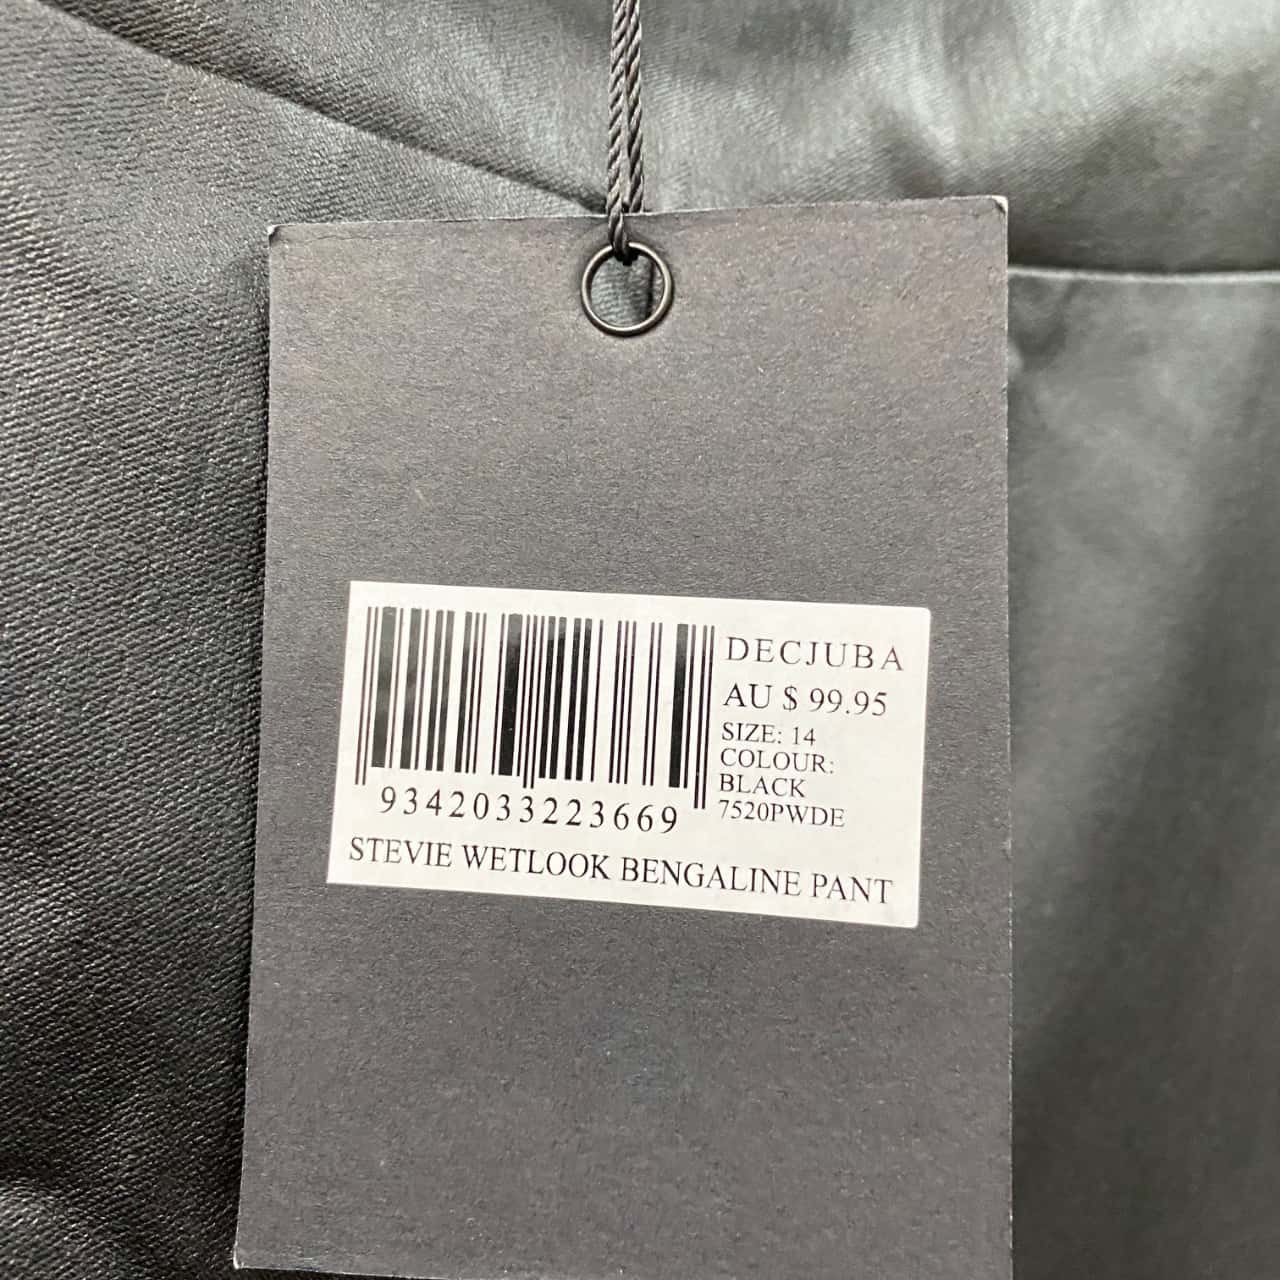 DECJUBA
AU $ 99.95
SIZE: 14
COLOUR:
BLACK
7520PWDE
9342033223669
STEVIE WETLOOK BENGALINE PANT